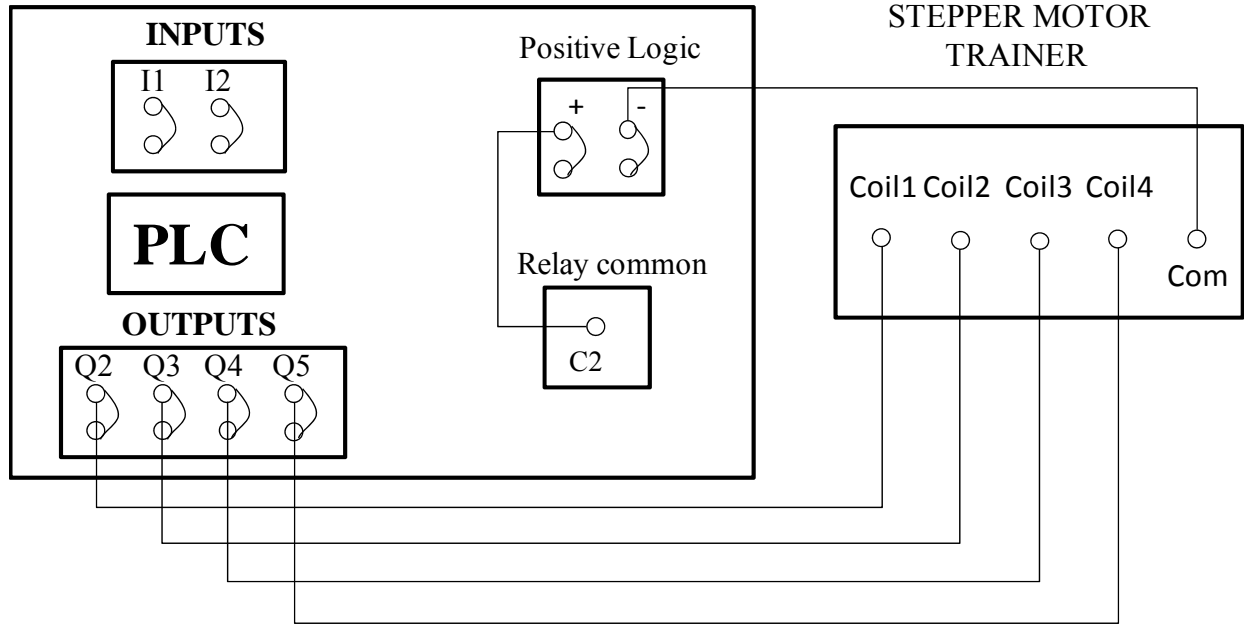 INPUTS
I1 I2
PLC
OUTPUTS
Q2 Q3 Q4 Q5
Positive Logic
+ -
Relay common
C2
STEPPER MOTOR
TRAINER
Coil1 Coil2 Coil3 Coil4
Com